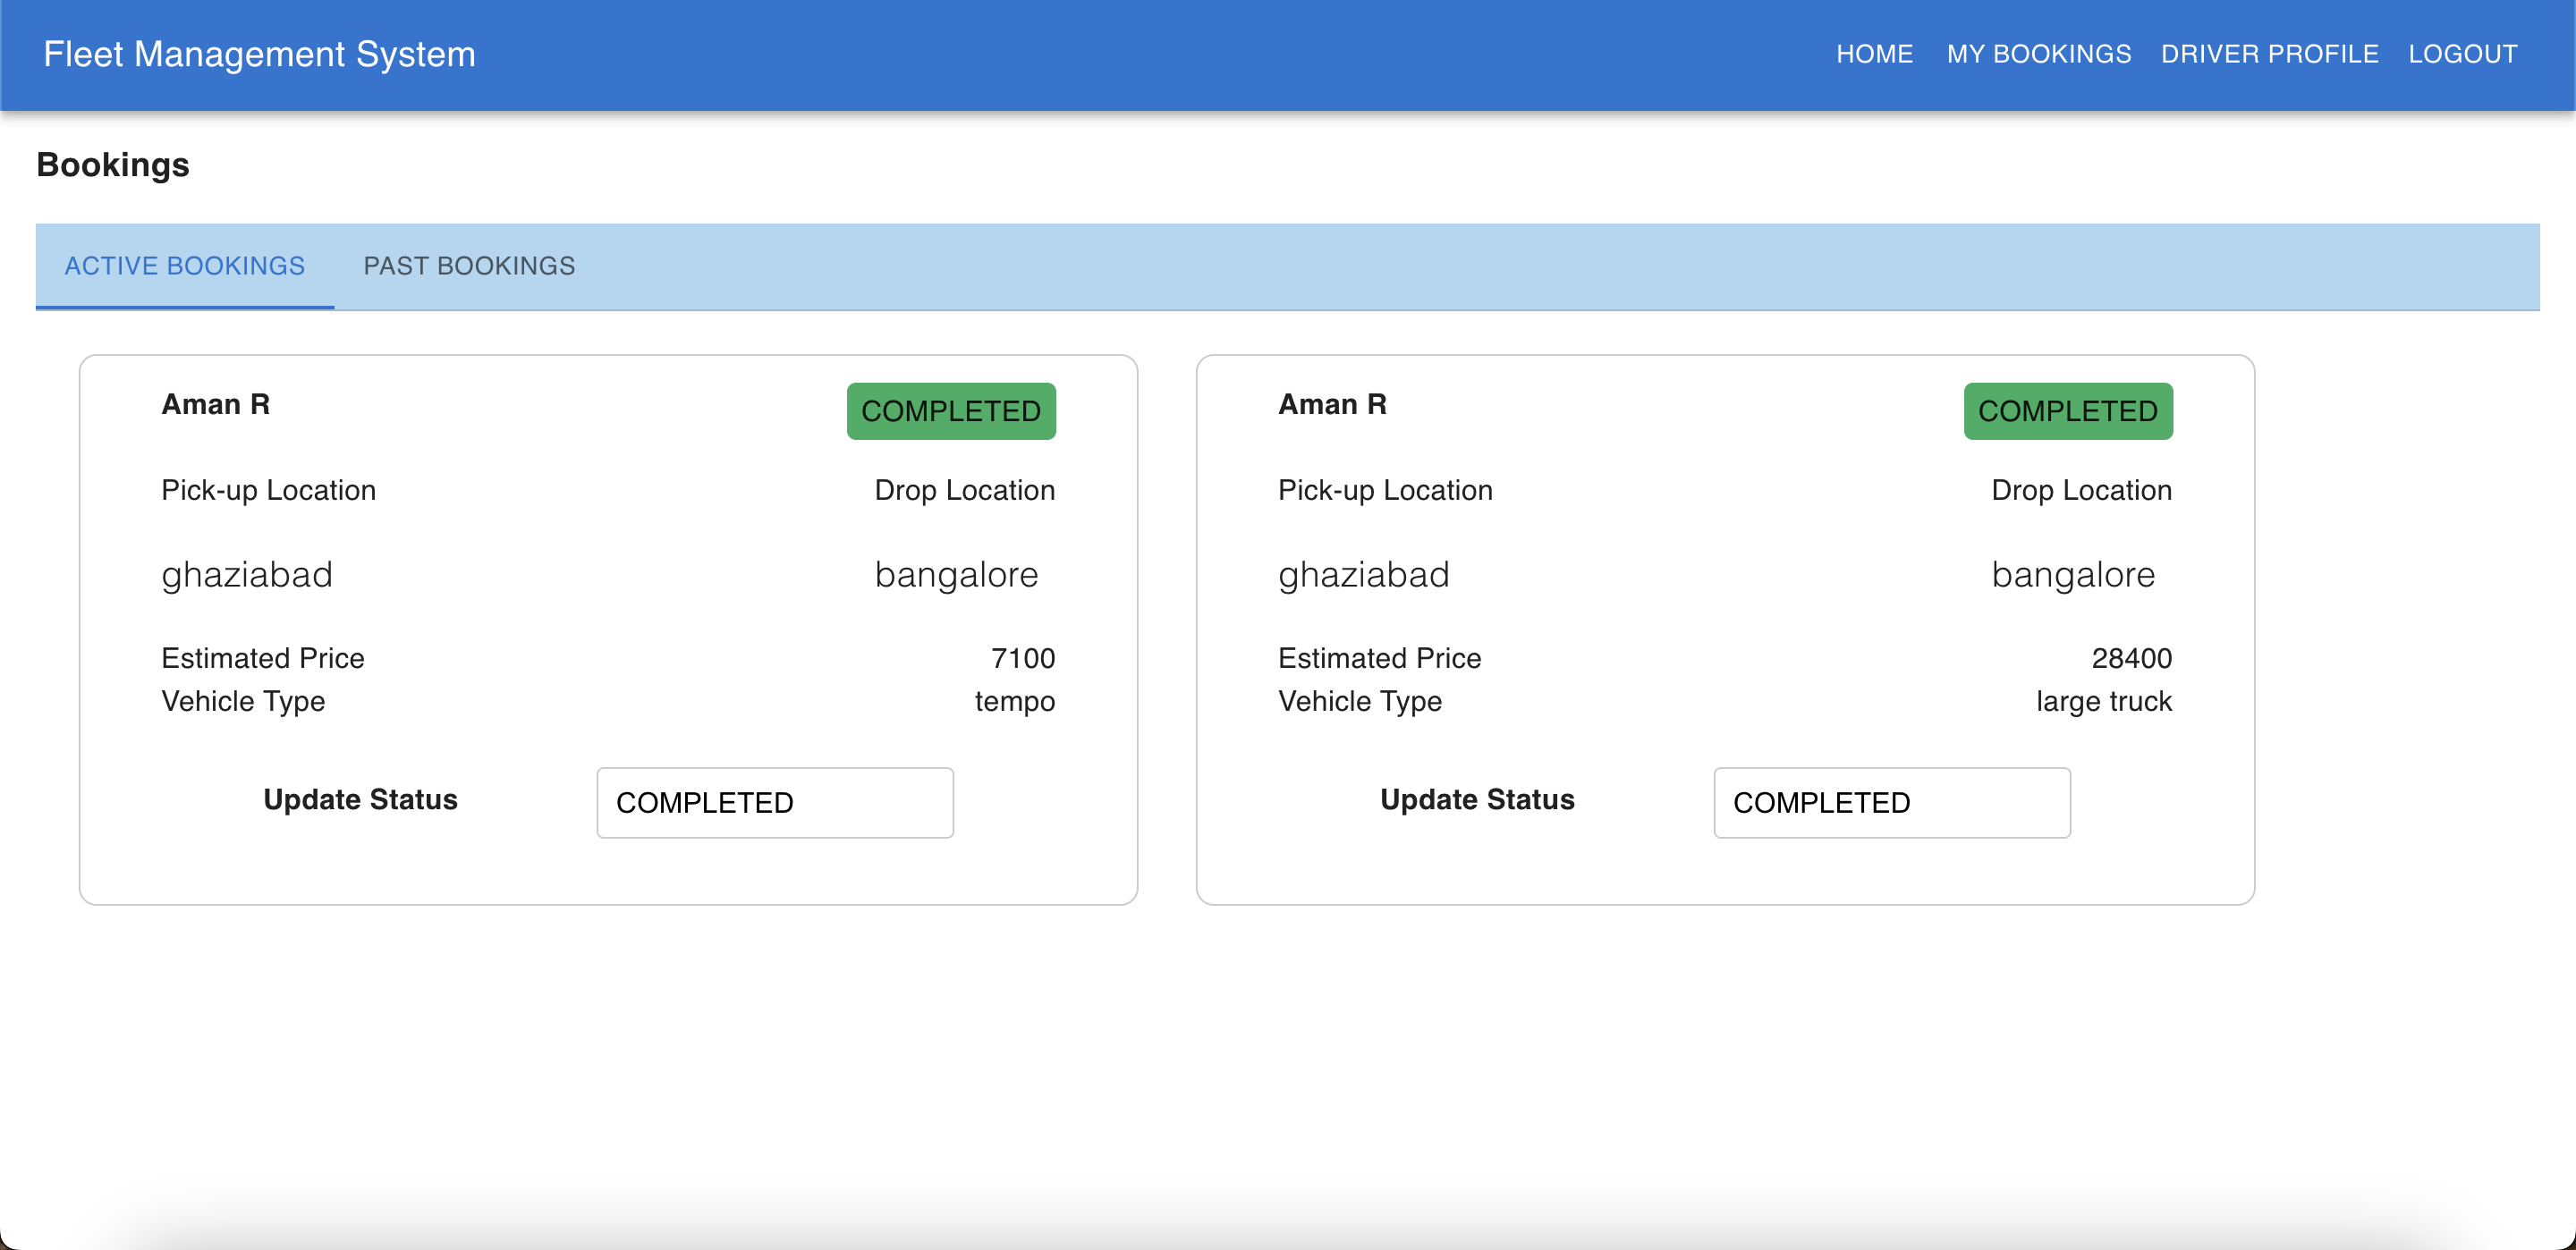 Fleet Management System HOME MY BOOKINGS DRIVER PROFILE LOGOUT
Bookings
ACTIVE BOOKINGS PAST BOOKINGS
Aman R COMPLETED
Pick-up Location Drop Location
ghaziabad bangalore
Estimated Price 7100
Vehicle Type tempo
Update Status COMPLETED
Aman R COMPLETED
Pick-up Location Drop Location
ghaziabad bangalore
Estimated Price 28400
Vehicle Type large truck
Update Status COMPLETED